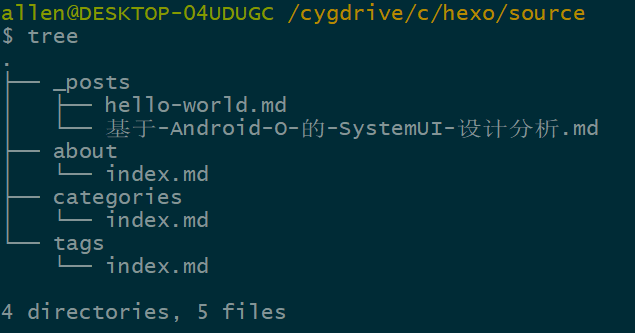 allen@DESKTOP-04UDUGC /cygdrive/c/hexo/source
$ tree
.
├── _posts
│   ├── hello-world.md
│   └── 基于-Android-O-的-SystemUI-设计分析.md
├── about
│   └── index.md
├── categories
│   └── index.md
└── tags
    └── index.md
4 directories, 5 files